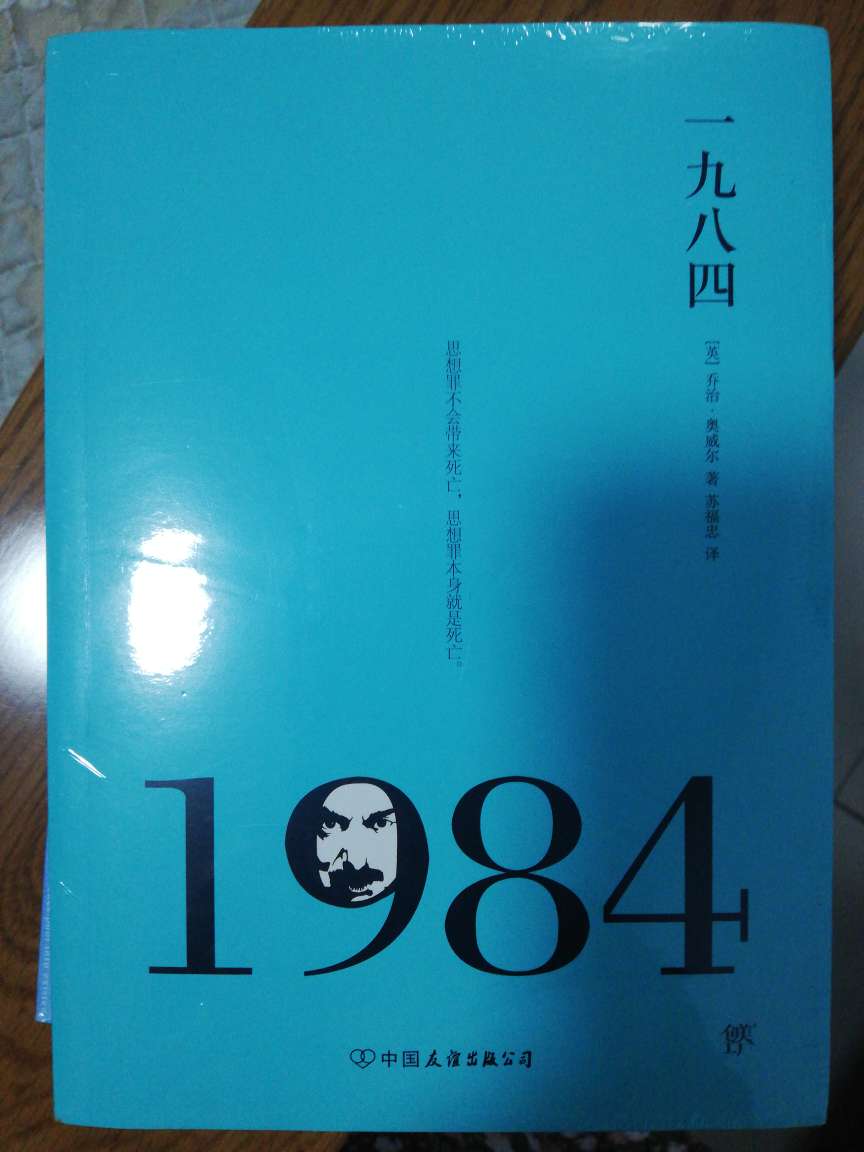 一九八四
[英] 乔治·奥威尔 著 苏福忠 译
思想罪不会带来死亡，思想罪本身就是死亡。
1984
中国友谊出版公司